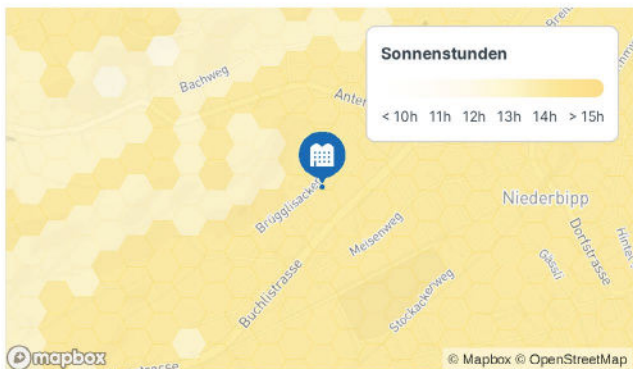 Sonnenstunden
< 10h 11h 12h 13h 14h > 15h
Bachweg
Brügglisacker
Niederbipp
Meisenweg
Buchlistrasse
Gässli
Dorfstrasse
Stockackerweg
mapbox
© Mapbox © OpenStreetMap